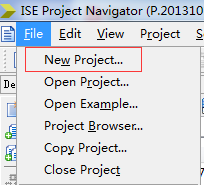 ISE Project Navigator (P.201310
File Edit View Project S
New Project...
De
Open Project...
Open Example...
Project Browser...
Copy Project...
Close Project